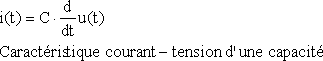 i(t) = C · d/dt u(t)
Caractéristique courant – tension d'une capacité